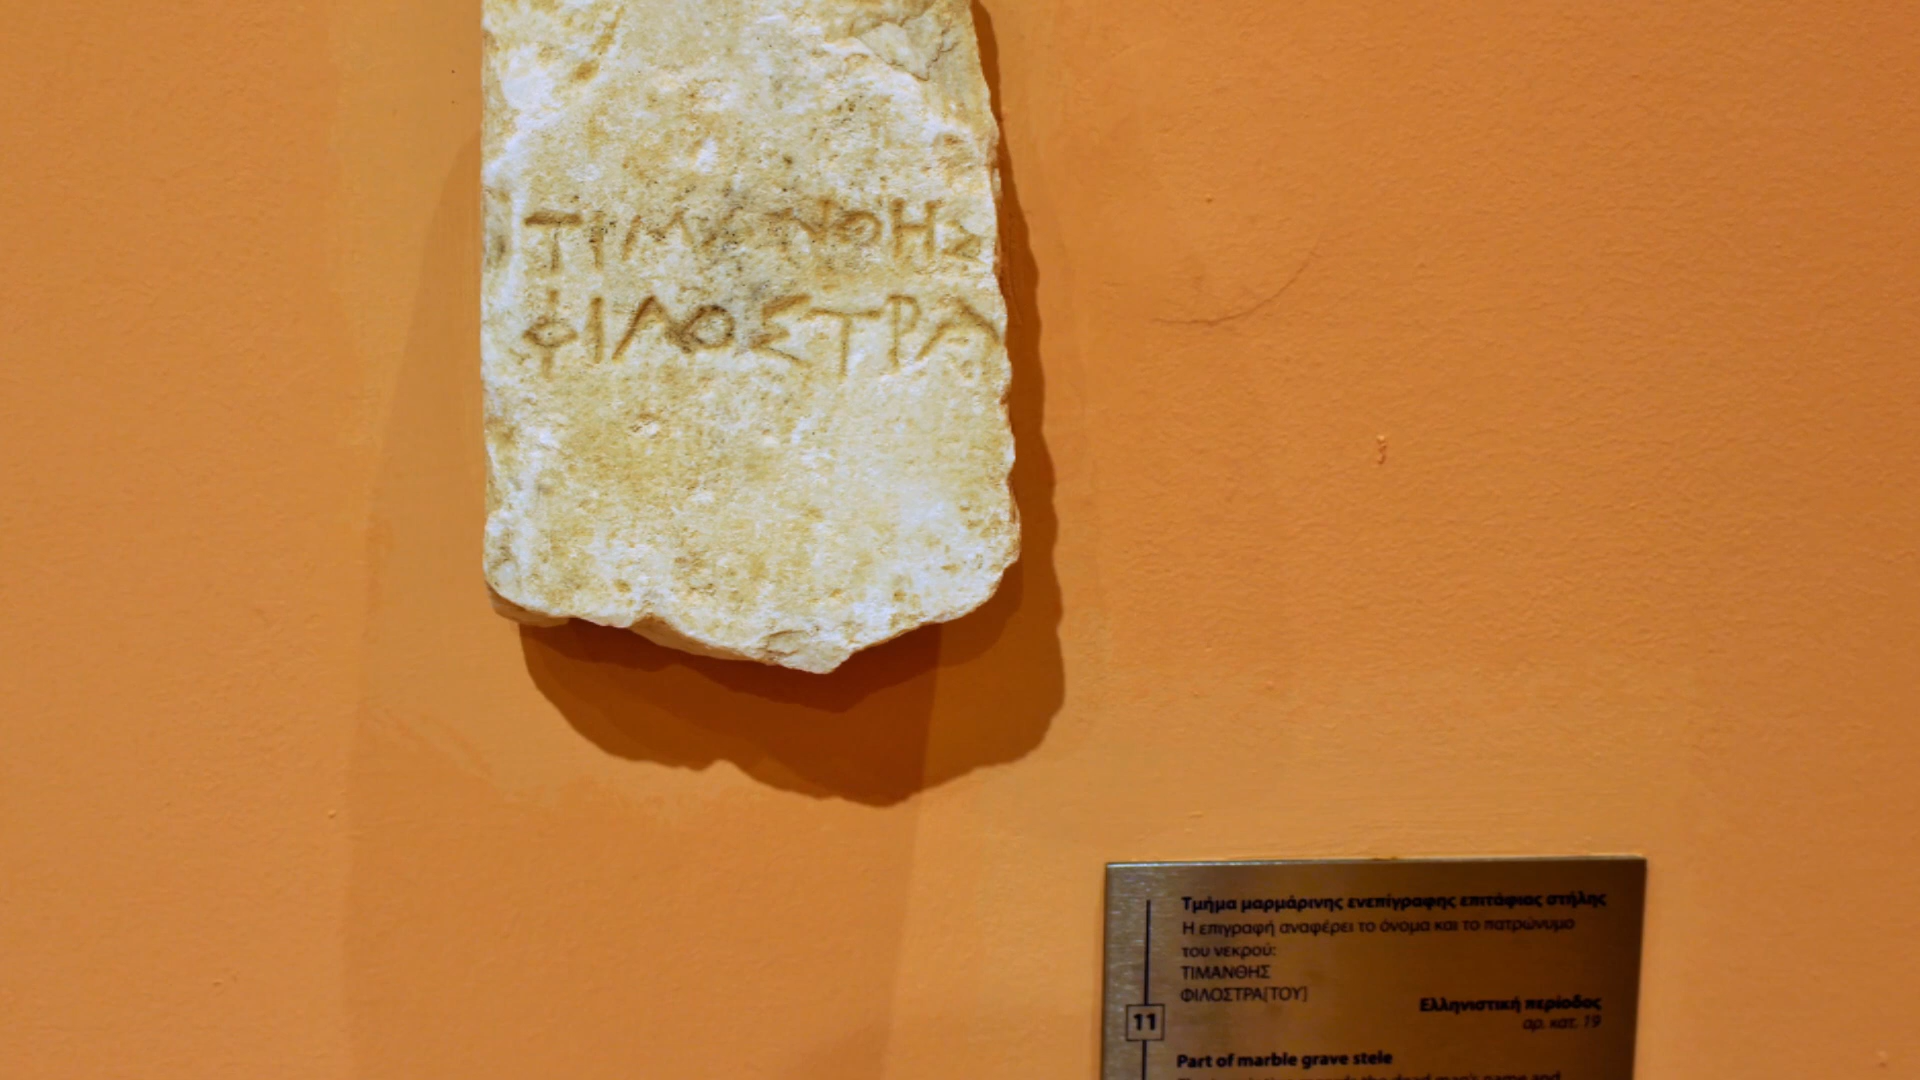 ΤΙΜΑΝΘΗΣ
ΦΙΛΟΣΤΡΑ
Τμήμα μαρμάρινης ενεπίγραφης επιτάφιας στήλης
Η επιγραφή αναφέρει το όνομα και το πατρώνυμο
του νεκρού:
ΤΙΜΑΝΘΗΣ
ΦΙΛΟΣΤΡΑ[ΤΟΥ]
Ελληνιστική περίοδος
αρ. κατ. 19
11
Part of marble grave stele